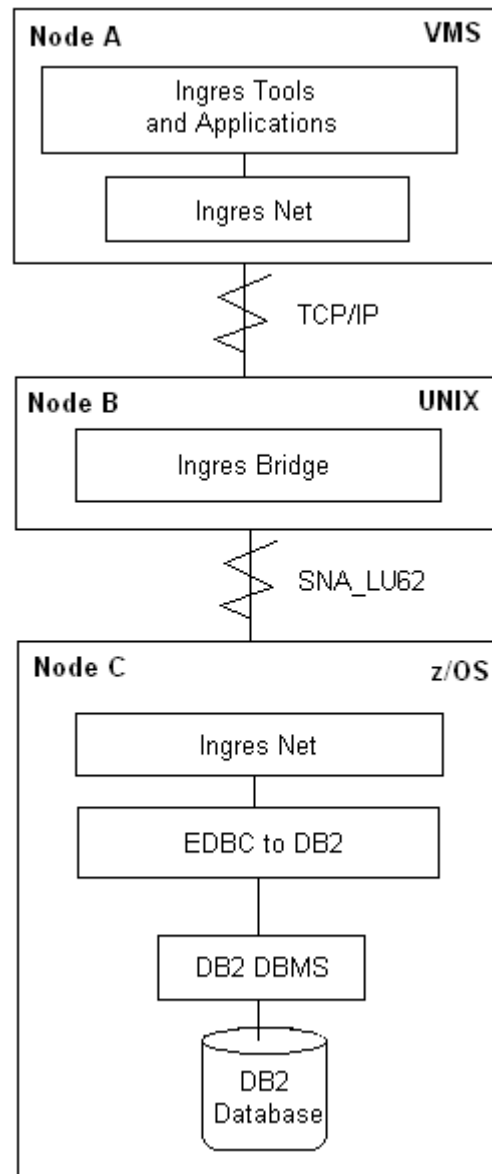 Node A
VMS
Ingres Tools
and Applications
Ingres Net
TCP/IP
Node B
UNIX
Ingres Bridge
SNA_LU62
Node C
z/OS
Ingres Net
EDBC to DB2
DB2 DBMS
DB2
Database